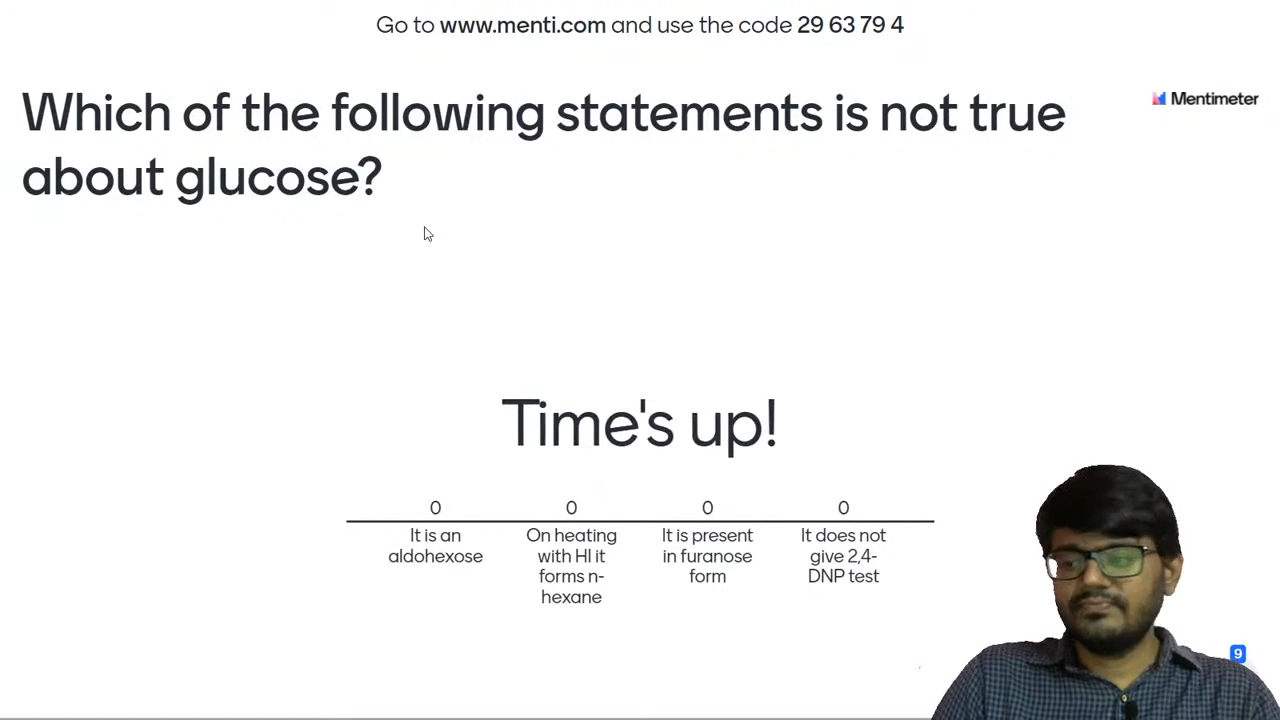 Go to www.menti.com and use the code 29 63 79 4
Which of the following statements is not true
about glucose?
Mentimeter
Time's up!
0 0 0 0
It is an
aldohexose
On heating
with HI it
forms n-
hexane
It is present
in furanose
form
It does not
give 2,4-
DNP test
9